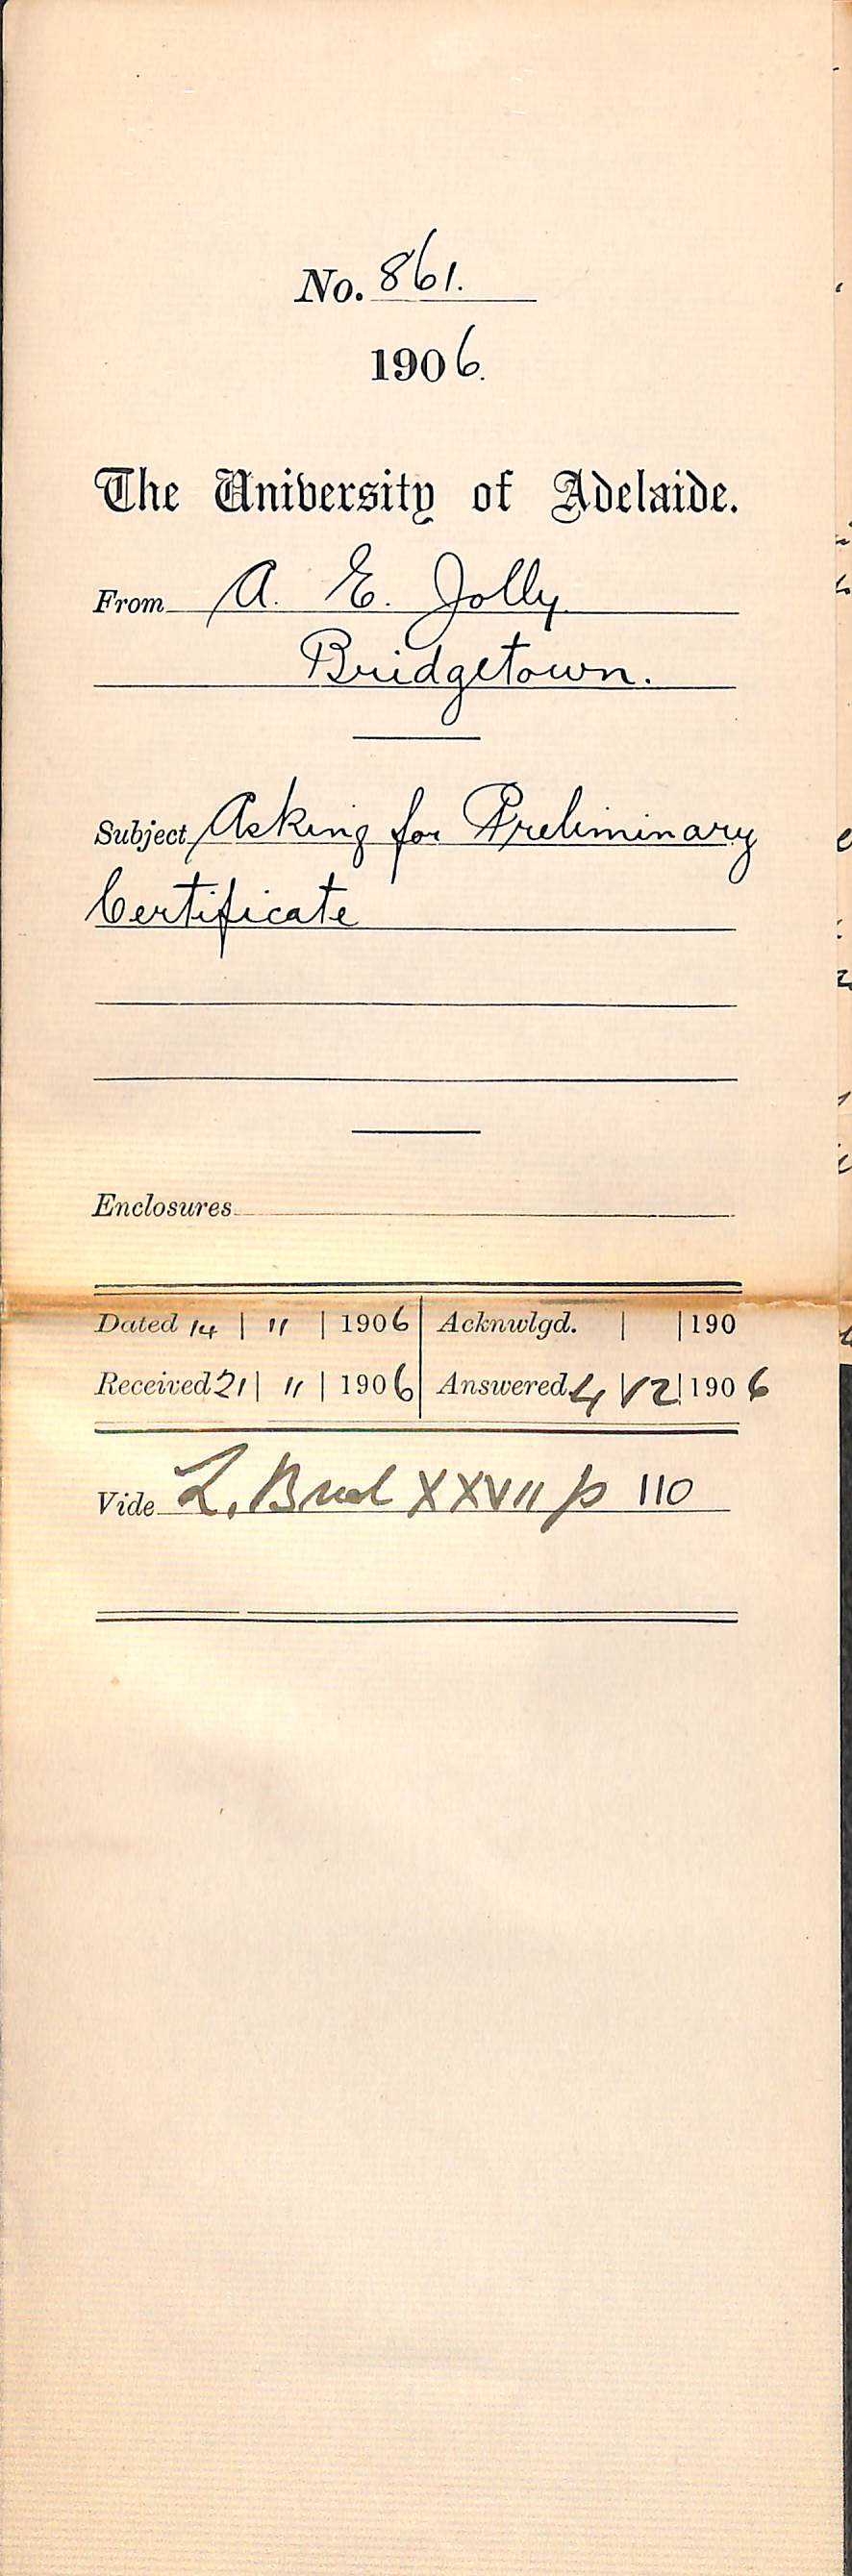 No. 861.
1906.
The University of Adelaide.
From A. E. Jolly
Bridgetown.
Subject Asking for Preliminary
Certificate
Enclosures
Dated 14 | 11 | 1906 | Acknwlgd. | | 190
Received 21 | 11 | 1906 | Answered 4 | 12 | 1906
Vide L. XXVII p 110